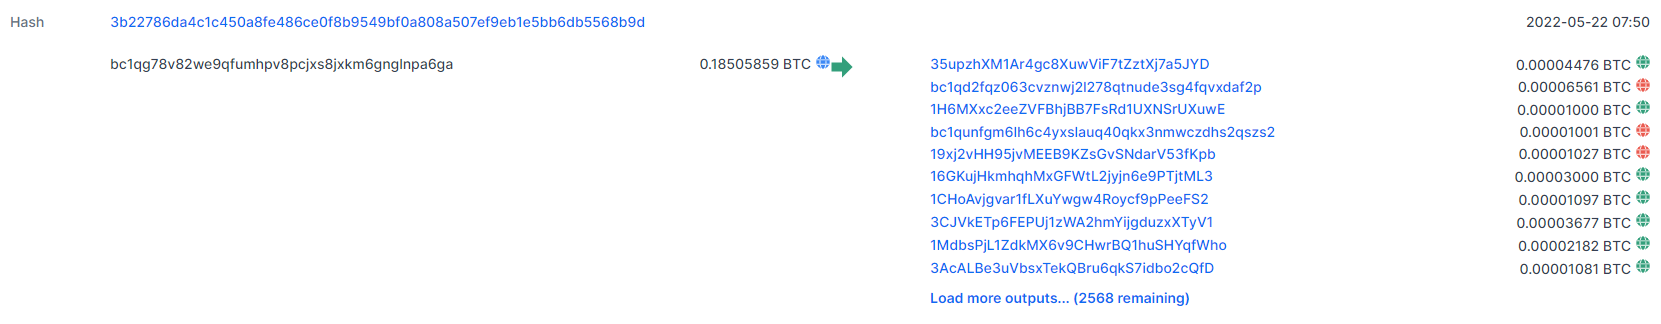 Hash 3b22786da4c1c450a8fe486ce0f8b9549bf0a808a507ef9eb1e5bb6db5568b9d 2022-05-22 07:50
bc1qg78v82we9qfumhpv8pcjxs8jxkm6gnglnpa6ga 0.18505859 BTC 35upzhXM1Ar4gc8XuwViF7tZztXj7a5JYD 0.00004476 BTC
bc1qd2fqz063cvznwj2l278qtnude3sg4fqvxdaf2p 0.00006561 BTC
1H6MXxc2eeZVFBhjBB7FsRd1UXNSrUXuwE 0.00001000 BTC
bc1qunfgm6lh6c4yxslauq40qkx3nmwczdhs2qszs2 0.00001001 BTC
19xj2vHH95jvMEEB9KZsGvSNdarV53fKpb 0.00001027 BTC
16GKujHkmhqhMxGFWtL2jyjn6e9PTjtML3 0.00003000 BTC
1CHoAvjgvar1fLXuYwgw4Roycf9pPeeFS2 0.00001097 BTC
3CJVkETp6FEPUj1zWA2hmYijgduzxXTyV1 0.00003677 BTC
1MdbsPjL1ZdkMX6v9CHwrBQ1huSHYqfWho 0.00002182 BTC
3AcALBe3uVbsxTekQBru6qkS7idbo2cQfD 0.00001081 BTC
Load more outputs... (2568 remaining)